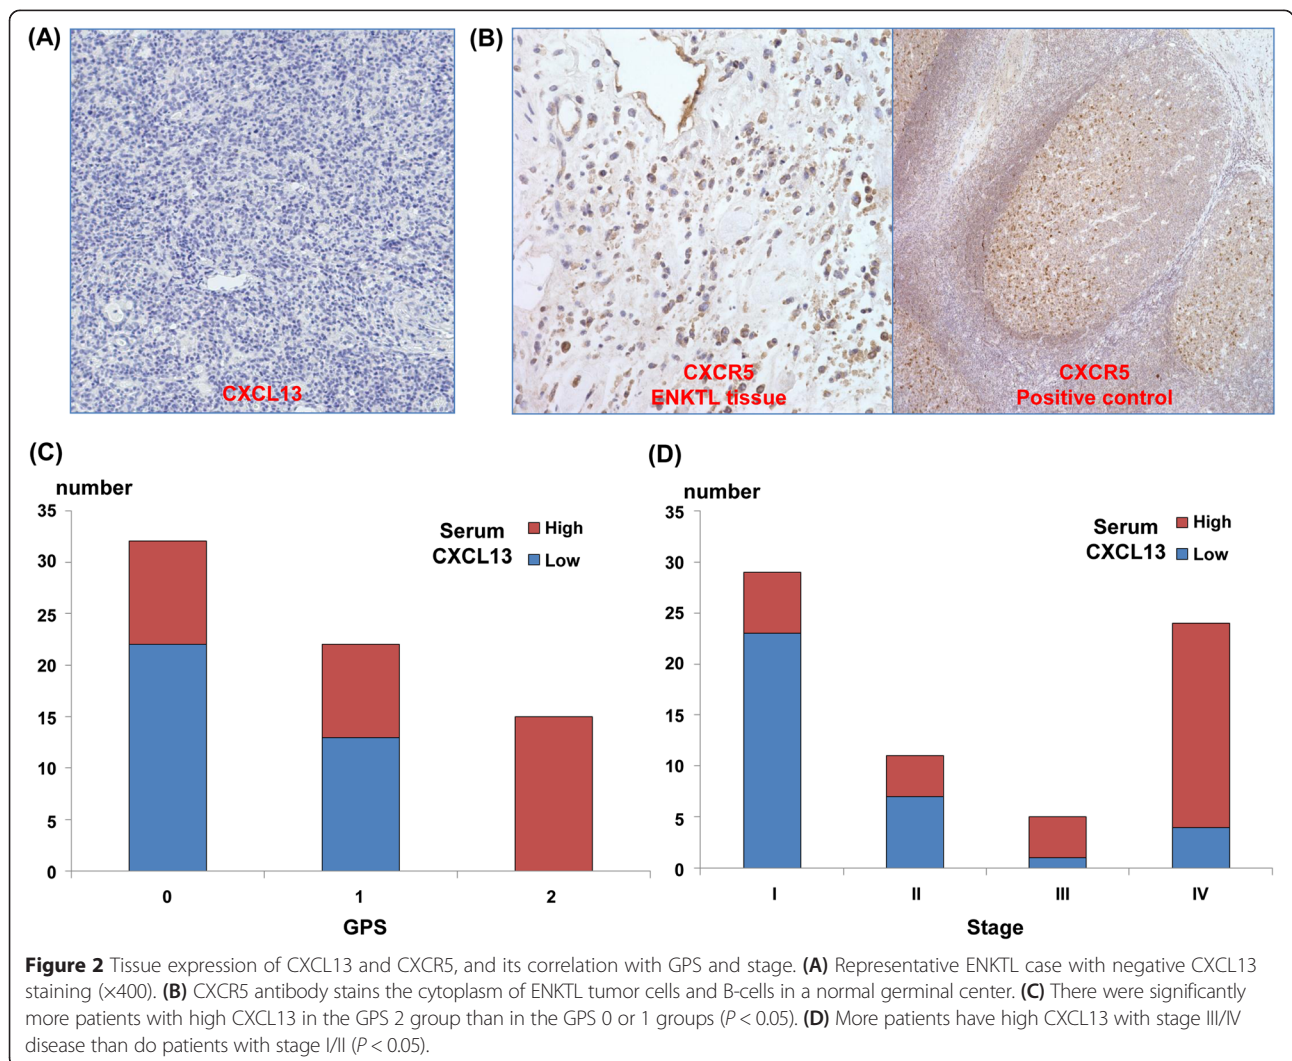 (A)
(B)
CXCL13
CXCR5
ENKTL tissue
CXCR5
Positive control
(C)
number
35
30
25
20
15
10
5
0
Serum
CXCL13
High
Low
0 1 2
GPS
(D)
number
35
30
25
20
15
10
5
0
Serum
CXCL13
High
Low
I II III IV
Stage
Figure 2 Tissue expression of CXCL13 and CXCR5, and its correlation with GPS and stage. (A) Representative ENKTL case with negative CXCL13
staining (×400). (B) CXCR5 antibody stains the cytoplasm of ENKTL tumor cells and B-cells in a normal germinal center. (C) There were significantly
more patients with high CXCL13 in the GPS 2 group than in the GPS 0 or 1 groups (P < 0.05). (D) More patients have high CXCL13 with stage III/IV
disease than do patients with stage I/II (P < 0.05).